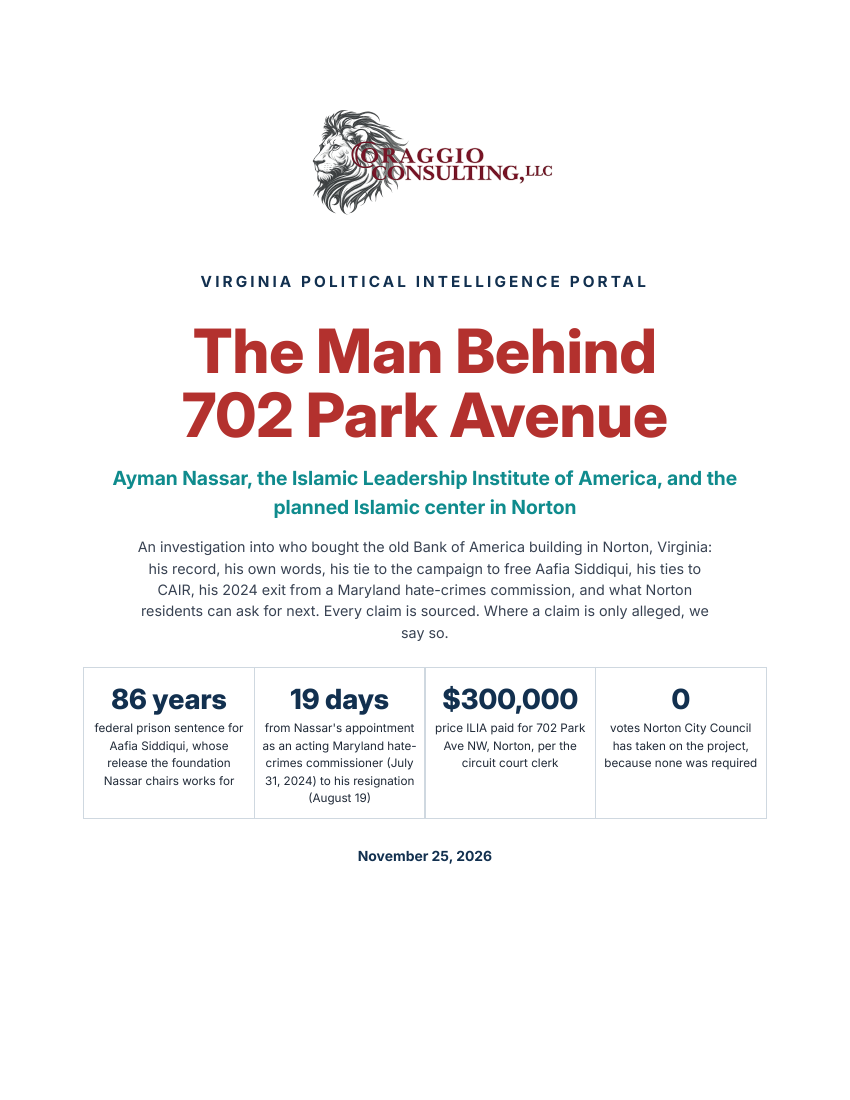 CORAGGIO
CONSULTING, LLC
VIRGINIA POLITICAL INTELLIGENCE PORTAL
The Man Behind
702 Park Avenue
Ayman Nassar, the Islamic Leadership Institute of America, and the
planned Islamic center in Norton
An investigation into who bought the old Bank of America building in Norton, Virginia:
his record, his own words, his tie to the campaign to free Aafia Siddiqui, his ties to
CAIR, his 2024 exit from a Maryland hate-crimes commission, and what Norton
residents can ask for next. Every claim is sourced. Where a claim is only alleged, we
say so.
86 years
federal prison sentence for
Aafia Siddiqui, whose
release the foundation
Nassar chairs works for
19 days
from Nassar's appointment
as an acting Maryland hate-
crimes commissioner (July
31, 2024) to his resignation
(August 19)
$300,000
price ILIA paid for 702 Park
Ave NW, Norton, per the
circuit court clerk
0
votes Norton City Council
has taken on the project,
because none was required
November 25, 2026